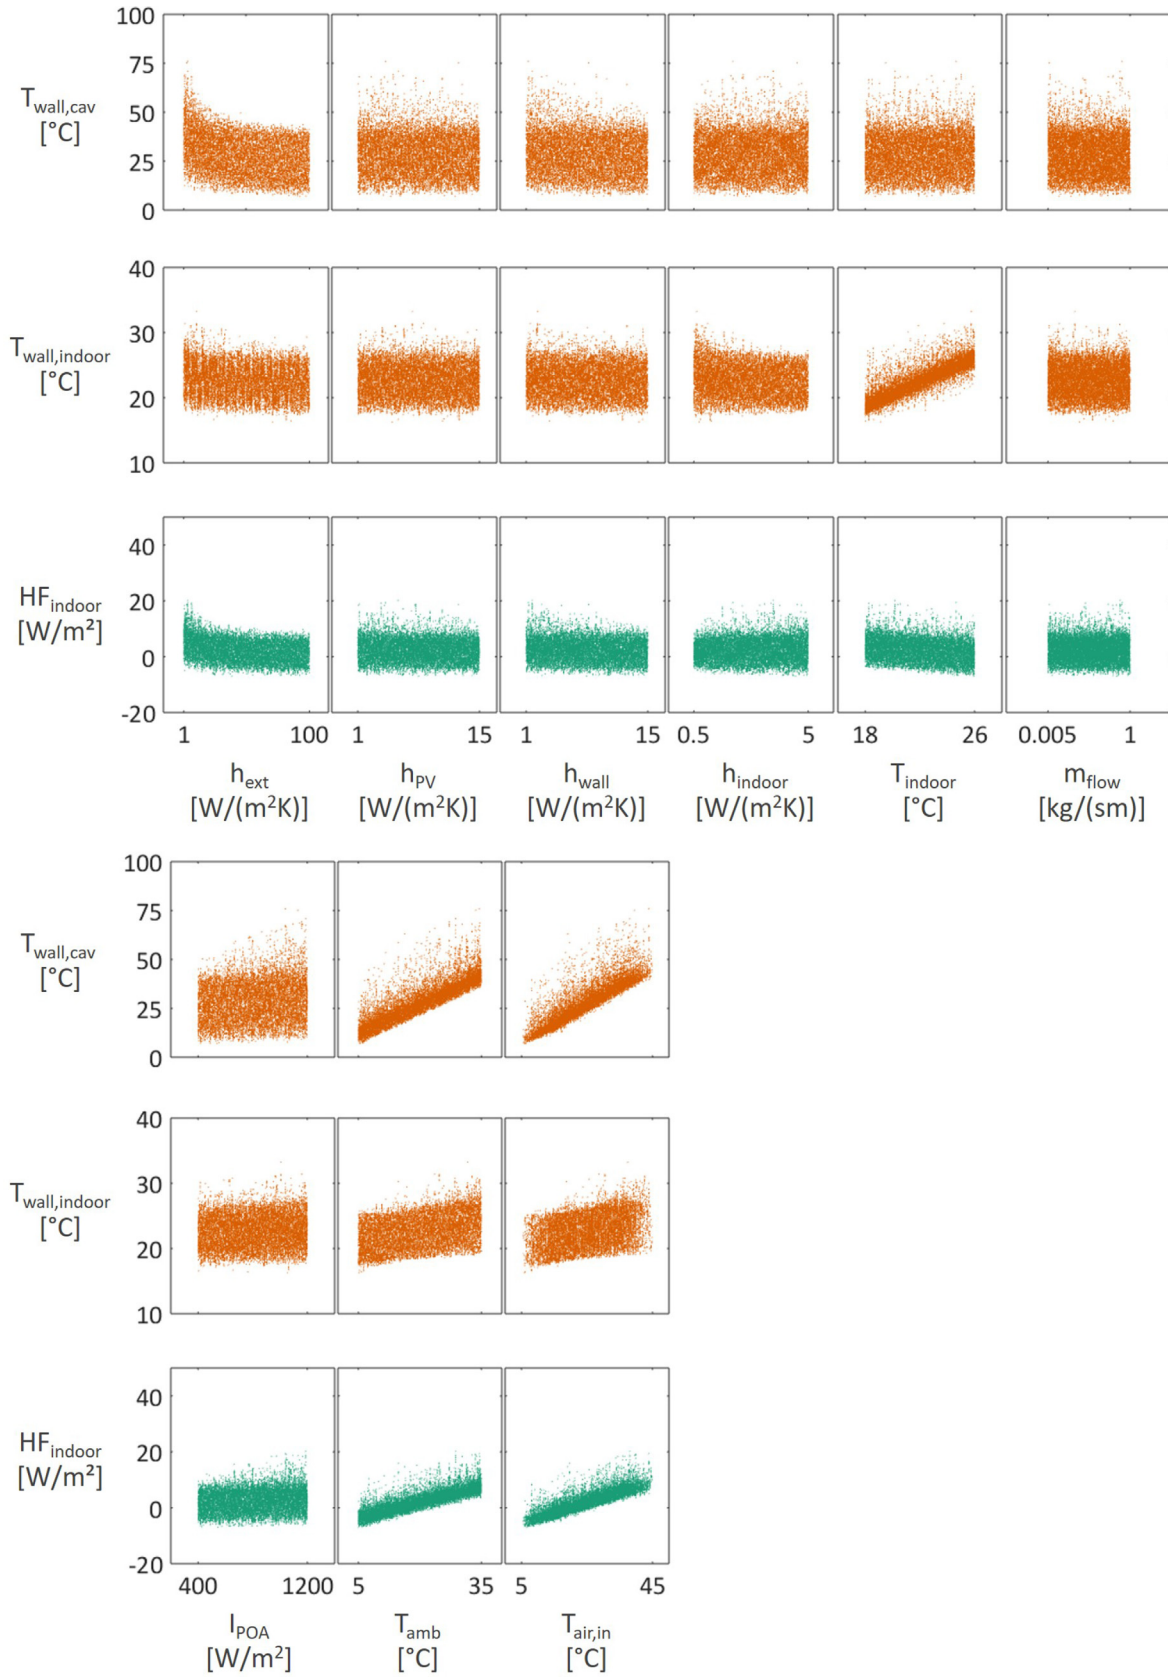 100
75
T_wall,cav
50
[°C]
25
0
40
30
T_wall,indoor
[°C]
20
10
40
HF_indoor
20
[W/m²]
0
-20
1 100 1 15 1 15 0.5 5 18 26 0.005 1
h_ext h_PV h_wall h_indoor T_indoor m_flow
[W/(m²K)] [W/(m²K)] [W/(m²K)] [W/(m²K)] [°C] [kg/(sm)]
100
75
T_wall,cav
50
[°C]
25
0
40
30
T_wall,indoor
[°C]
20
10
40
HF_indoor
20
[W/m²]
0
-20
400 1200 5 35 5 45
I_POA T_amb T_air,in
[W/m²] [°C] [°C]